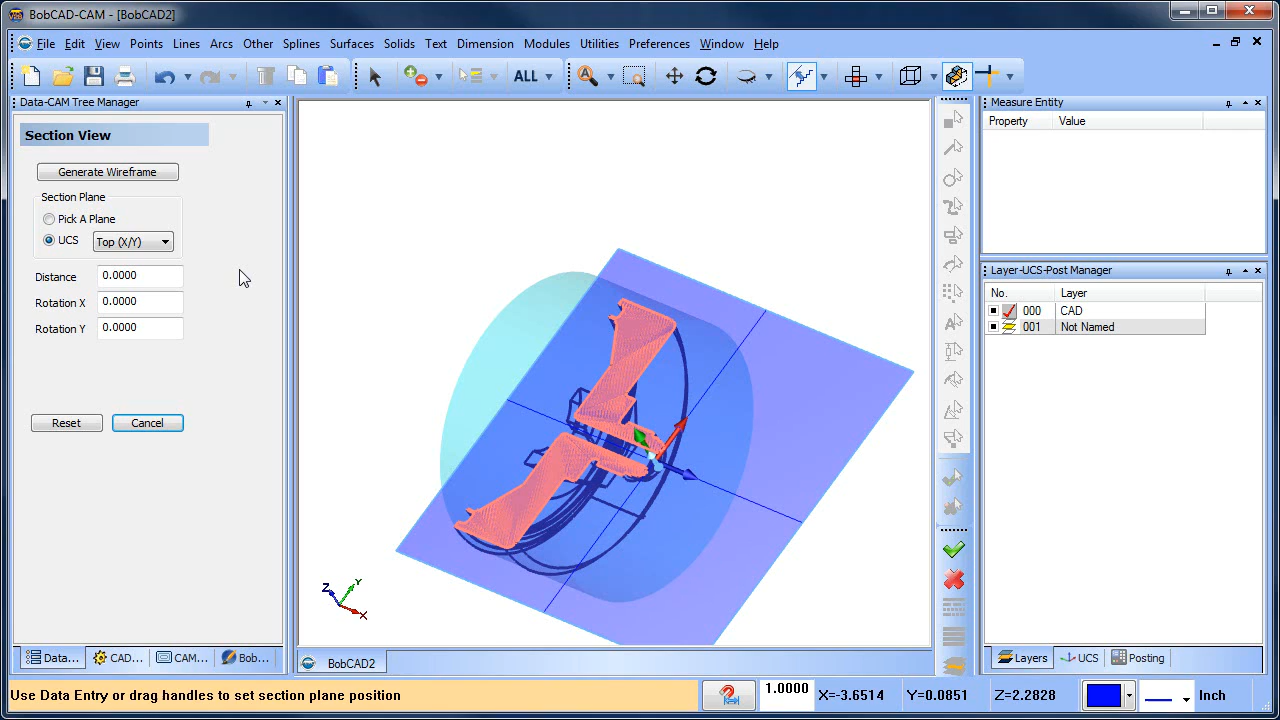 BobCAD-CAM - [BobCAD2]
File Edit View Points Lines Arcs Other Splines Surfaces Solids Text Dimension Modules Utilities Preferences Window Help
ALL
Data-CAM Tree Manager
Section View
Generate Wireframe
Section Plane
Pick A Plane
UCS Top (X/Y)
Distance 0.0000
Rotation X 0.0000
Rotation Y 0.0000
Reset Cancel
Z Y X
Measure Entity
Property Value
Layer-UCS-Post Manager
No. Layer
000 CAD
001 Not Named
Data... CAD... CAM... Bob...
BobCAD2
Layers UCS Posting
Use Data Entry or drag handles to set section plane position
1.0000 X=-3.6514 Y=0.0851 Z=2.2828 Inch